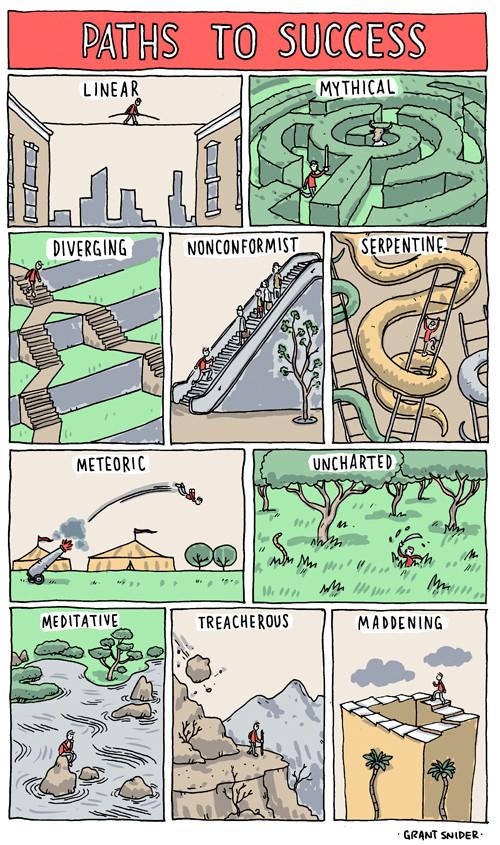 PATHS TO SUCCESS
LINEAR
MYTHICAL
DIVERGING
NONCONFORMIST
SERPENTINE
METEORIC
UNCHARTED
MEDITATIVE
TREACHEROUS
MADDENING
· GRANT SNIDER ·